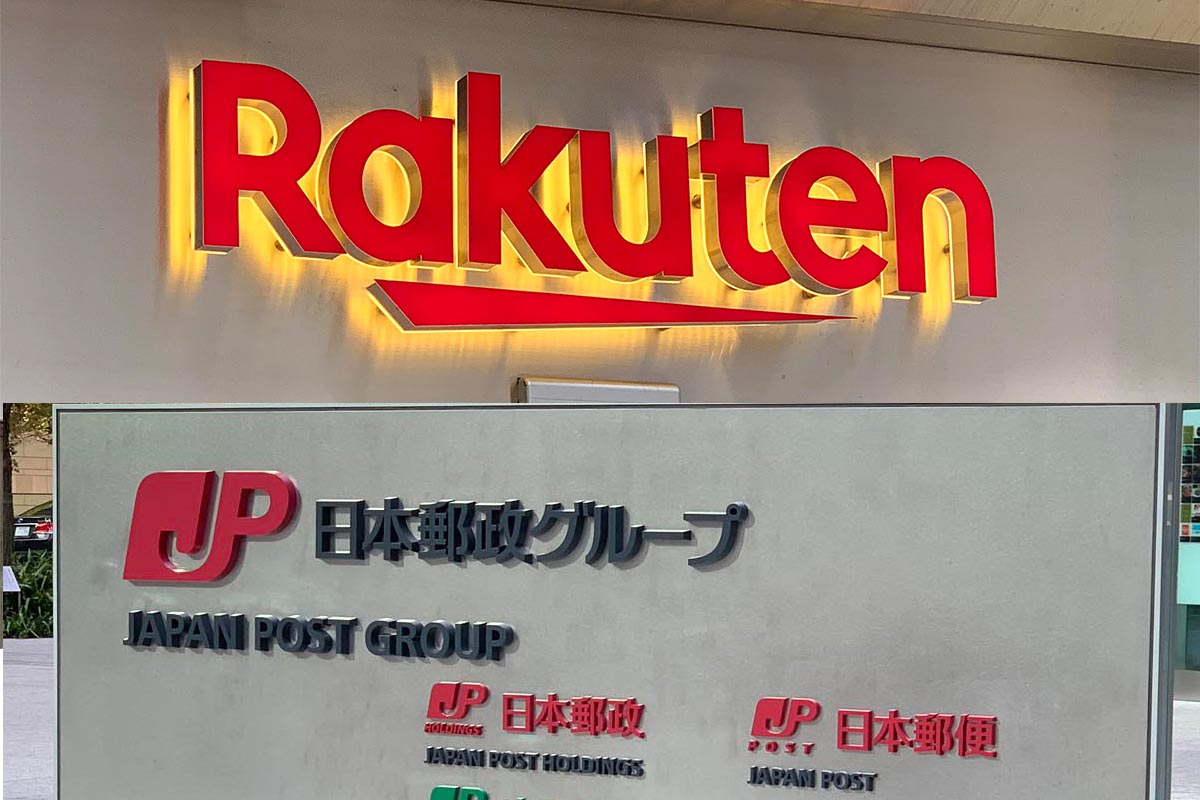 Rakuten
JP 日本郵政グループ
JAPAN POST GROUP
JP HOLDINGS 日本郵政
JAPAN POST HOLDINGS
JP POST 日本郵便
JAPAN POST
JP